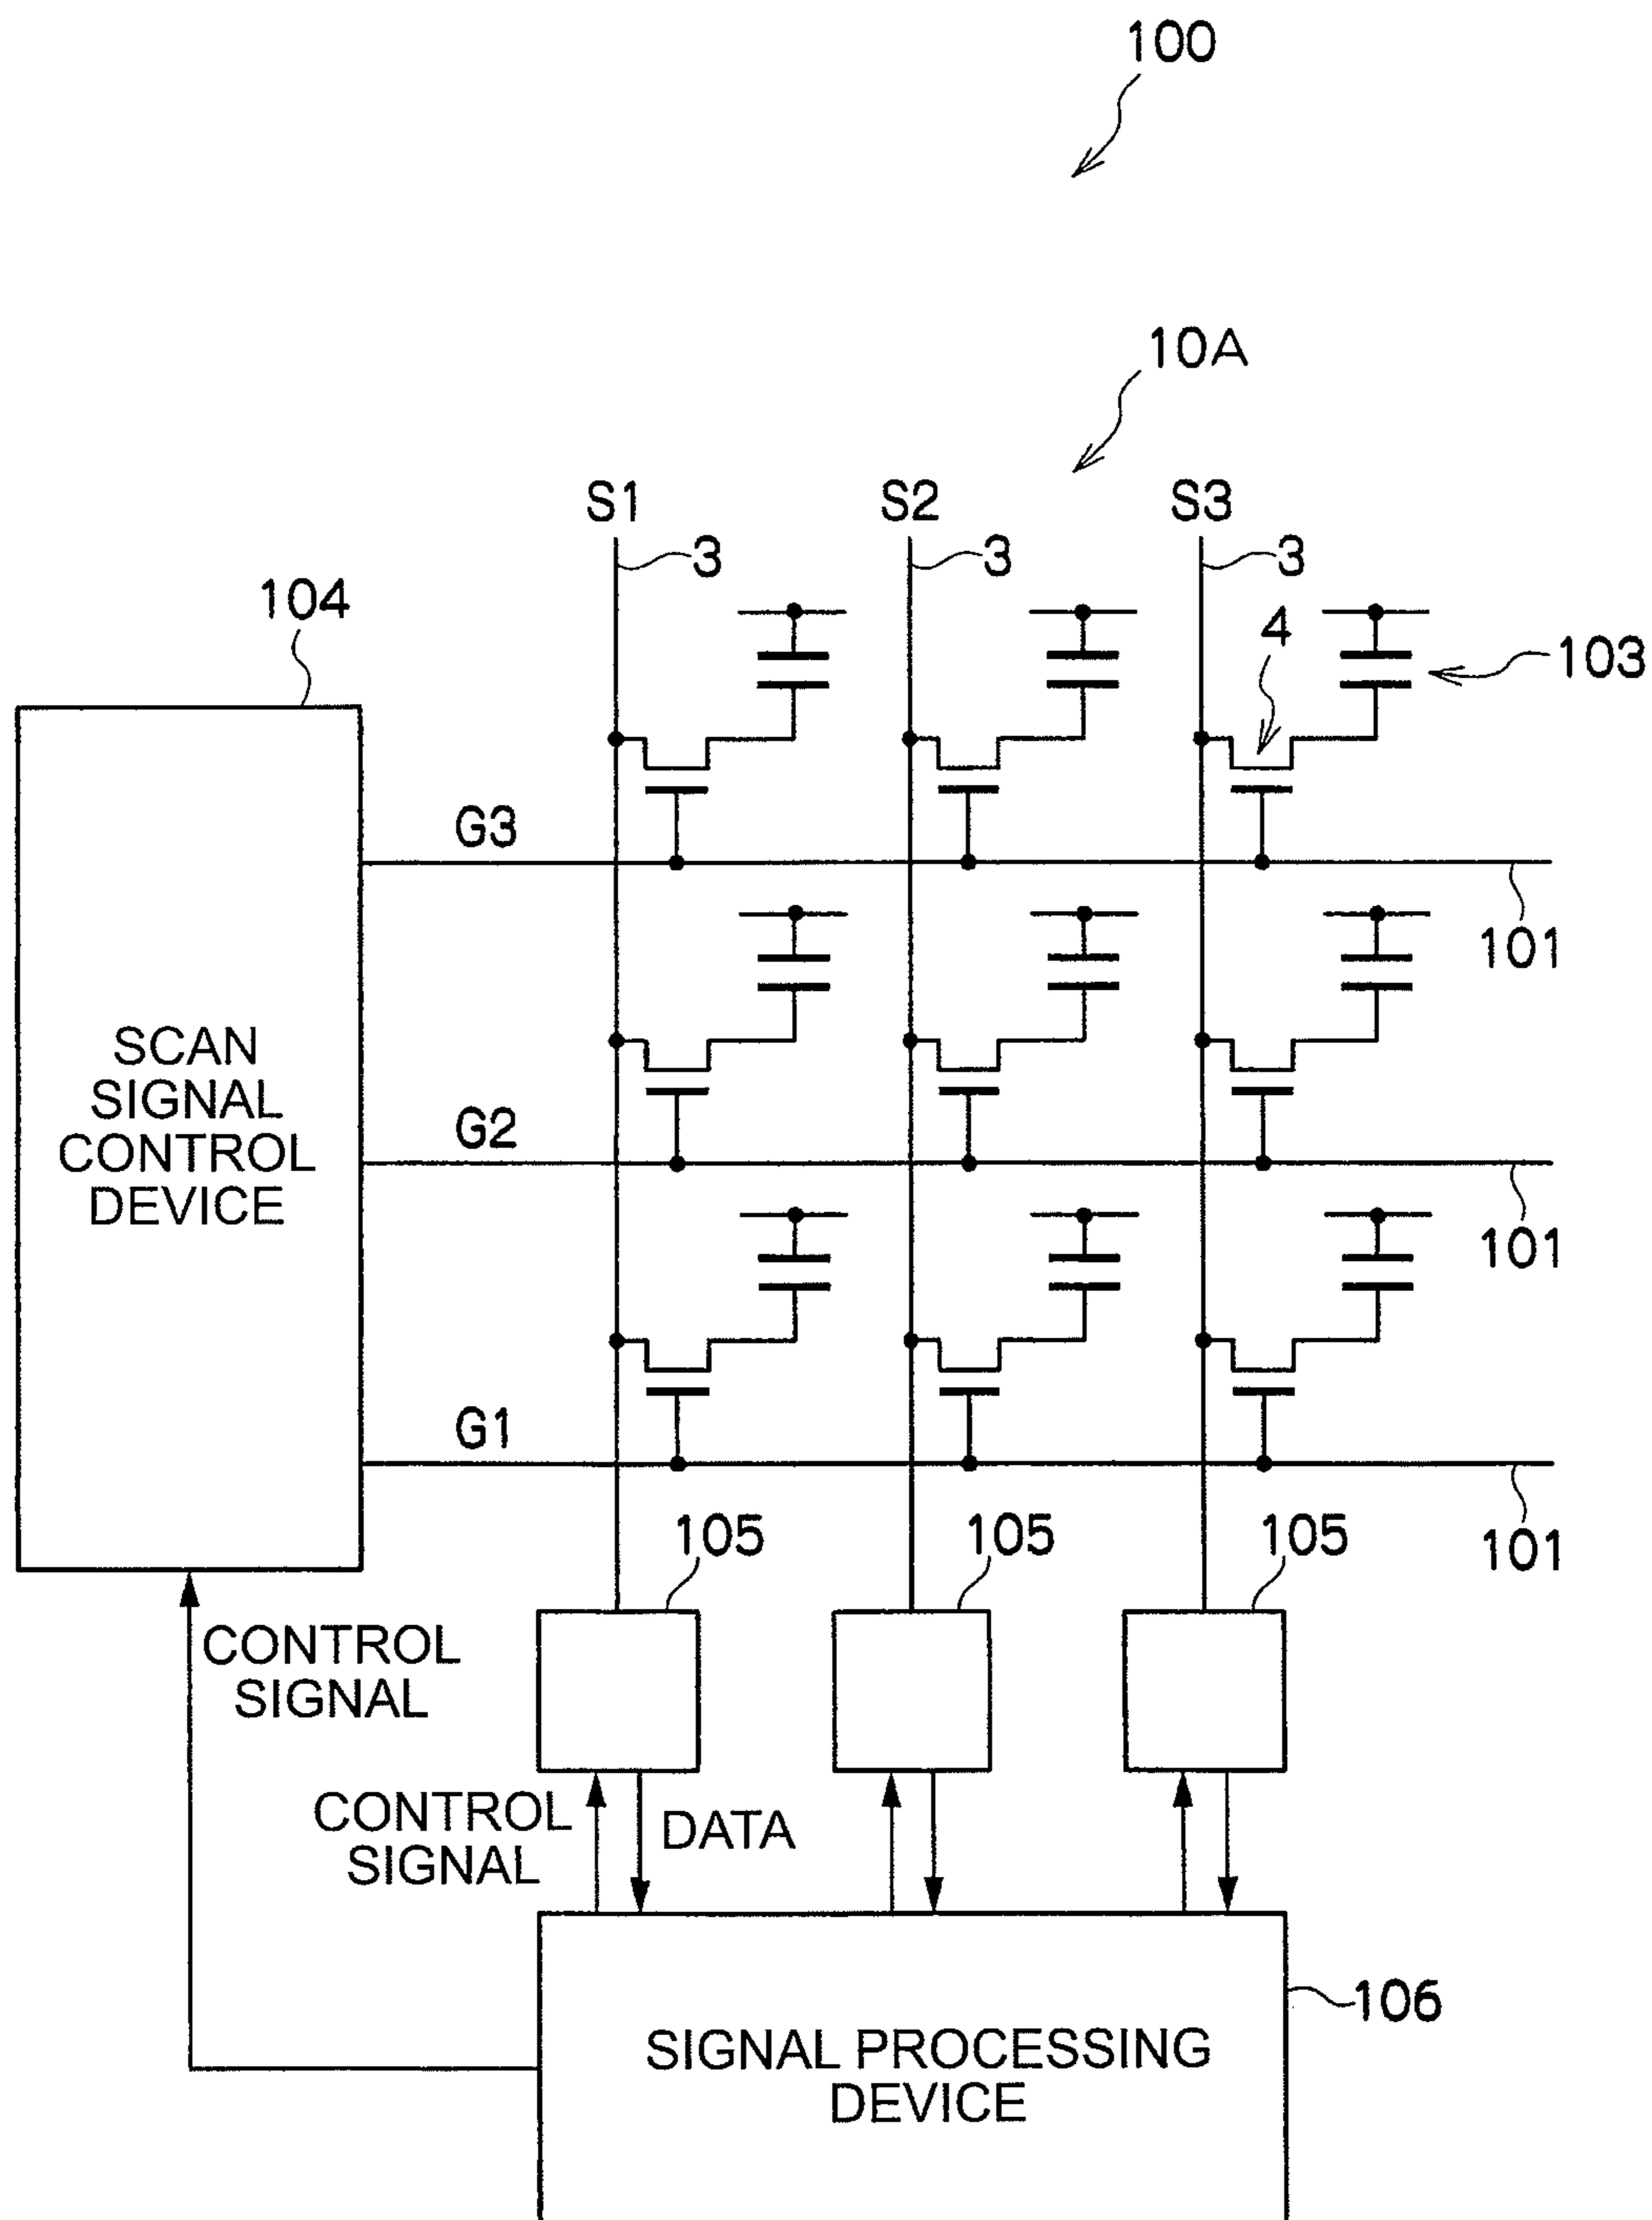 100
10A
S1
S2
S3
3
3
3
104
4
103
G3
101
SCAN
SIGNAL
CONTROL
DEVICE
G2
101
G1
101
105
105
105
CONTROL
SIGNAL
CONTROL
SIGNAL
DATA
106
SIGNAL PROCESSING
DEVICE